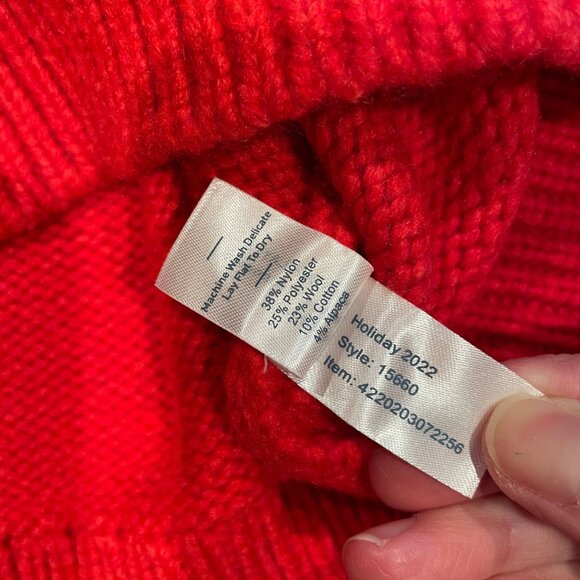 Machine Wash Delicate
Lay Flat To Dry
38% Nylon
25% Polyester
23% Wool
10% Cotton
4% Alpaca
Holiday 2022
Style: 15660
Item: 4220203072256